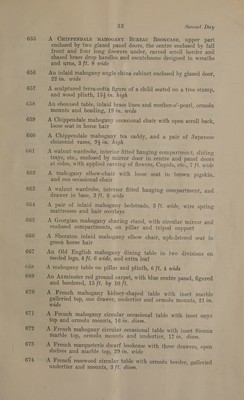 52
Second Day
655 A Chippendale mahogany Bureau Bookcase, upper part
enclosed by two glazed panel doors, the centre enclosed by fall
front and four long drawers under, carved scroll border and
chased brass drop handles and escutcheons designed in wreaths
and urns, 3 ft. 8 wide
656 An inlaid mahogany angle china cabinet enclosed by glazed door,
22 in. wide
657 A sculptured terra-cotta figure of a child seated on a tree stump,
and wood plinth, 15½ in. high
658 An ebonised table, inlaid brass lines and mother-o'-pearl, ormolu
mounts and beading, 19 in. wide
659 A Chippendale mahogany occasional chair with open scroll back,
loose seat in horse hair
660 A Chippendale mahogany tea caddy, and a pair of Japanese
cloisonné vases, 9½ in. high
661 A walnut wardrobe, interior fitted hanging compartment, sliding
trays, etc., enclosed by mirror door in centre and panel doors
at sides, with applied carving of flowers, Cupids, etc., 7 ft. wide
662 A mahogany elbow-chair with loose seat in brown pigskin,
and run occasional chair
663 A walnut wardrobe, interior fitted hanging compartment, and
drawer in base, 3 ft. 6 wide
664 A pair of inlaid mahogany bedsteads, 3 ft. wide, wire spring
mattresses and hair overlays
665 A Georgian mahogany shaving stand, with circular mirror and
enclosed compartments, on pillar and tripod support
666 A Sheraton inlaid mahogany elbow chair, upholstered seat in
green horse hair
667 An Old English mahogany dining table in two divisions on
reeded legs, 4 ft. 6 wide, and extra leaf
668 A mahogany table on pillar and plinth, 6 ft. 4 wide
669 An Axminster red ground carpet, with blue centre panel, figured
and bordered, 15 ft. by 10 ft.
670 A French mahogany kidney-shaped table with inset marble
galleried top, one drawer, undertier and ormolu mounts, 21 in.
wide
671 A French mahogany circular occasional table with inset onyx
top and ormolu mounts, 16 in. diam.
672 A French mahogany circular occasional table with inset Sienna
marble top, ormolu mounts and undertier, 17 in. diam.
673 A French marqueterie dwarf bookcase with three drawers, open
shelves and marble top, 29 in. wide
674 A French rosewood circular table with ormolu border, galleried
undertier and mounts, 3 ft. diam.